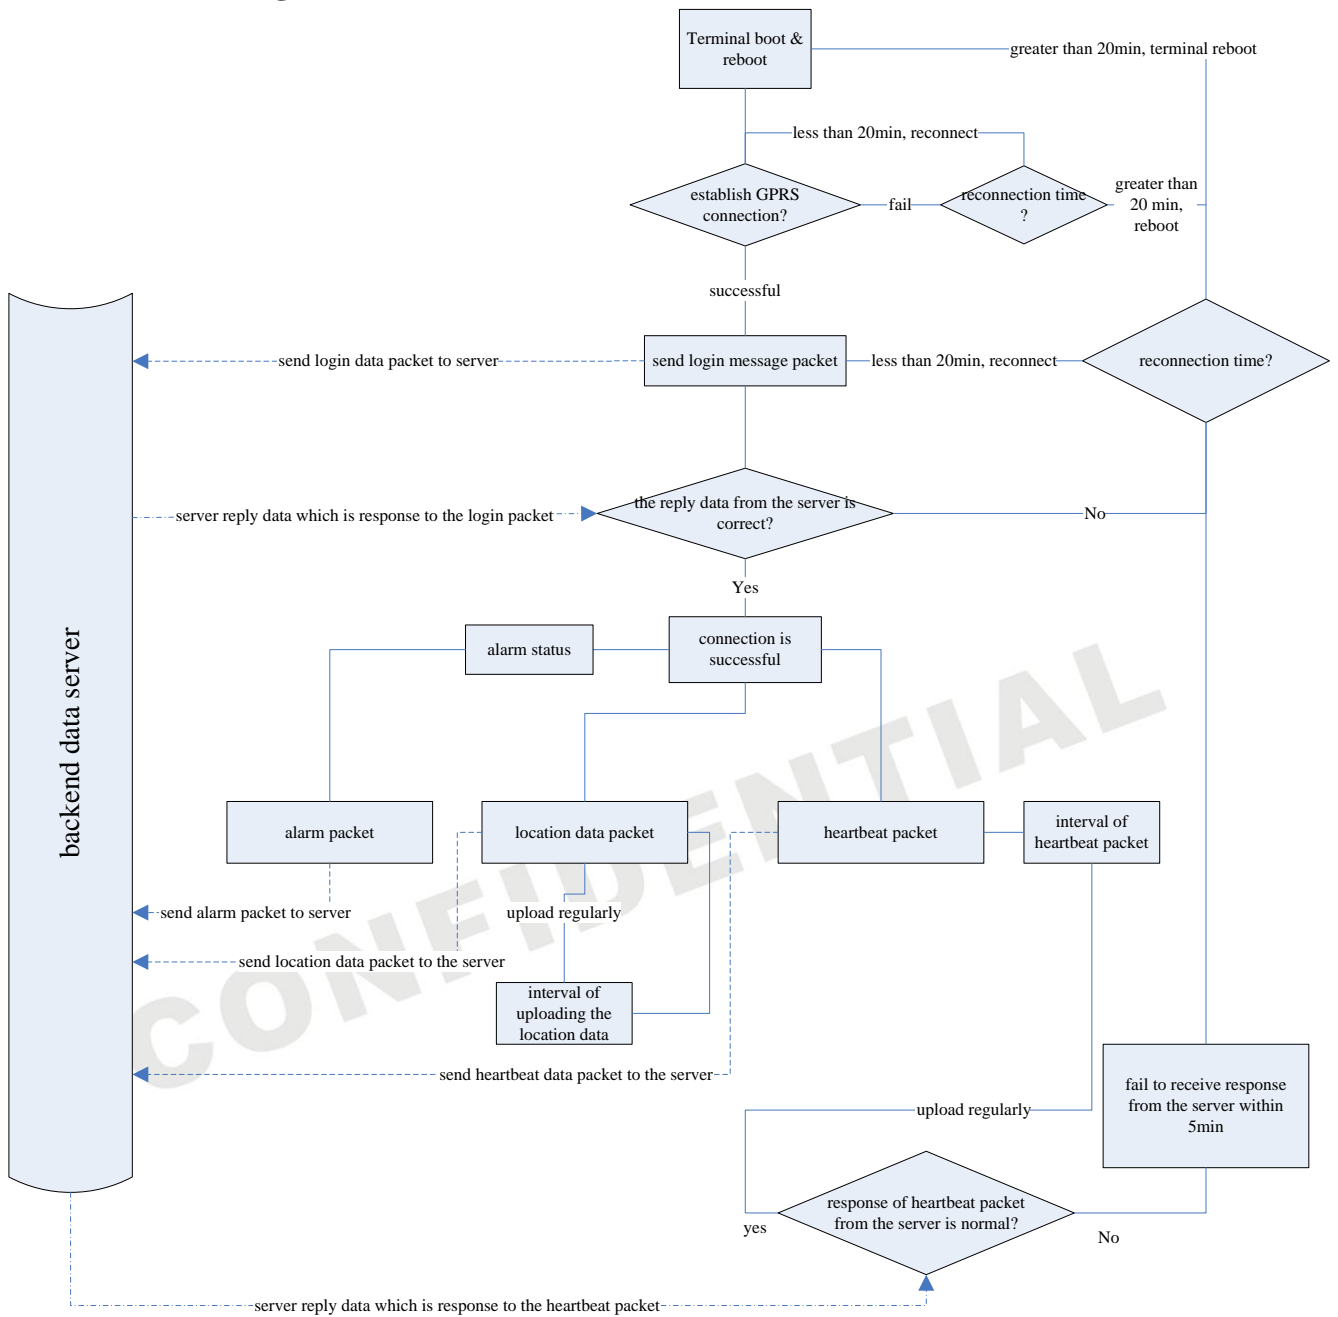 Terminal boot &
reboot
greater than 20min, terminal reboot
less than 20min, reconnect
establish GPRS
connection?
fail
reconnection time
?
greater than
20 min,
reboot
successful
send login data packet to server
send login message packet
less than 20min, reconnect
reconnection time?
server reply data which is response to the login packet
the reply data from the server is
correct?
No
Yes
alarm status
connection is
successful
backend data server
alarm packet
location data packet
heartbeat packet
interval of
heartbeat packet
send alarm packet to server
upload regularly
send location data packet to the server
interval of
uploading the
location data
send heartbeat data packet to the server
fail to receive response
from the server within
5min
upload regularly
response of heartbeat packet
from the server is normal?
yes
No
server reply data which is response to the heartbeat packet
CONFIDENTIAL